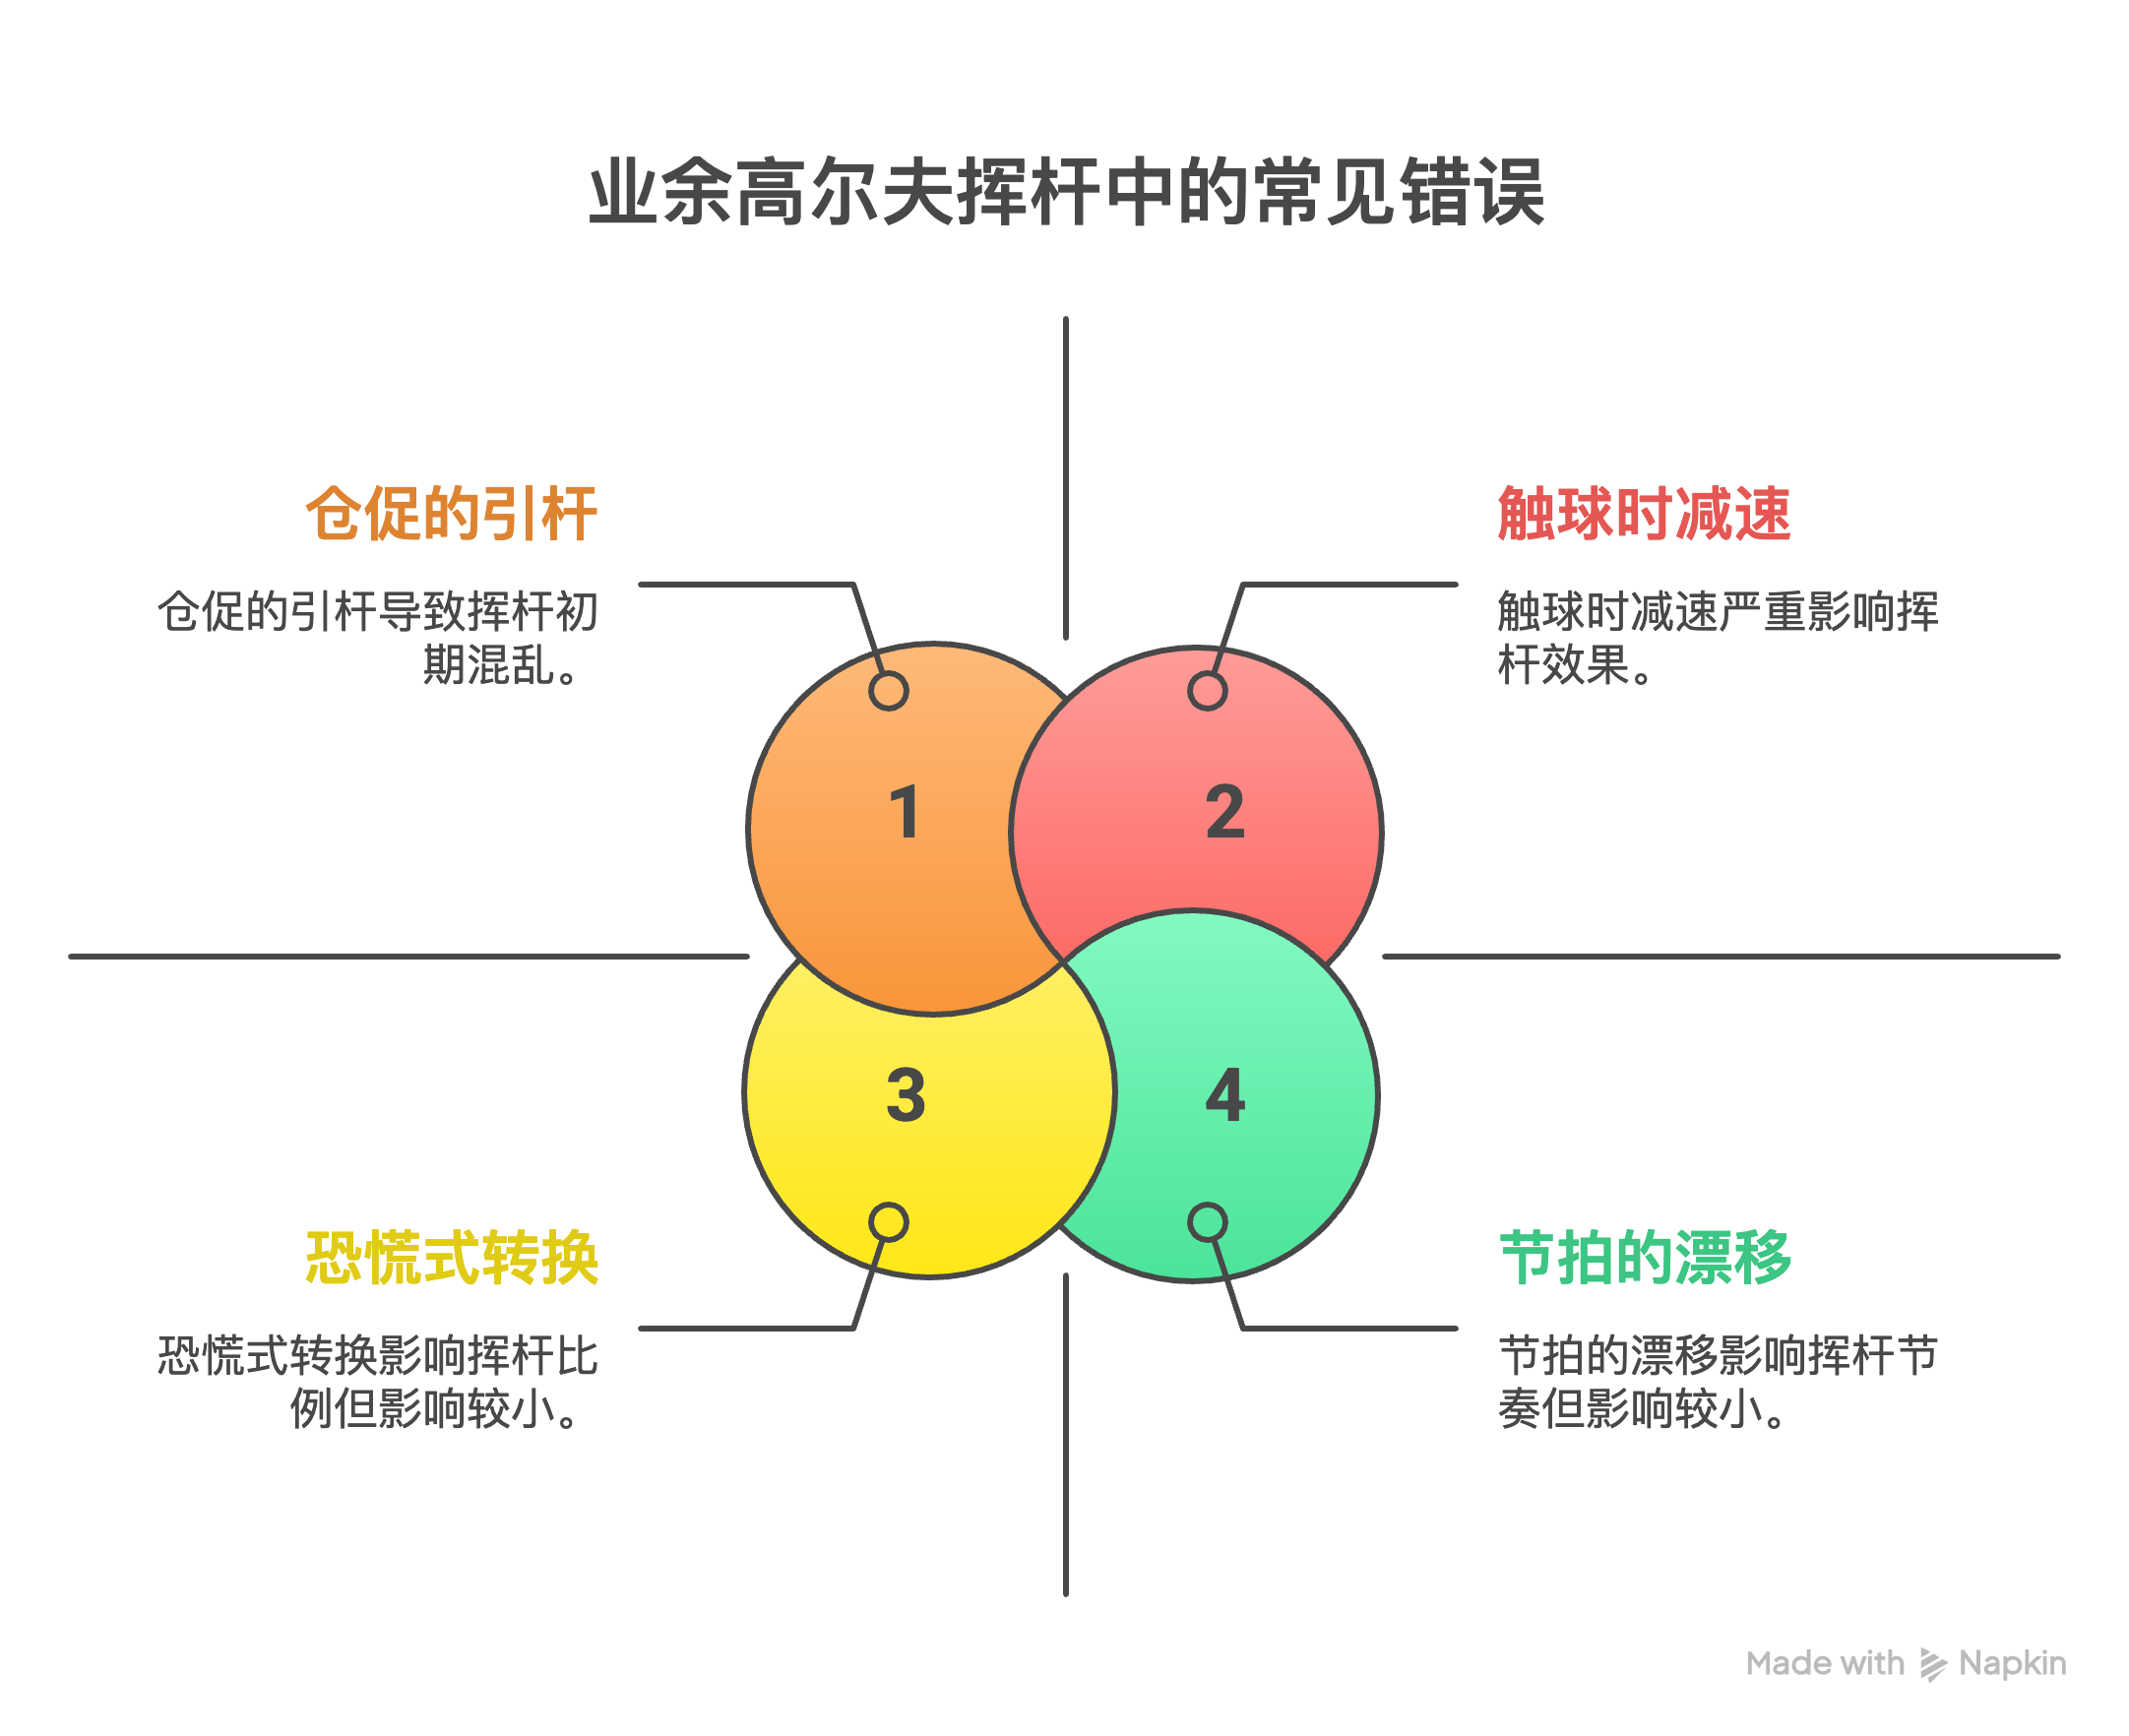 业余高尔夫挥杆中的常见错误
仓促的引杆
仓促的引杆导致挥杆初
期混乱。
触球时减速
触球时减速严重影响挥
杆效果。
1
2
3
4
恐慌式转换
恐慌式转换影响挥杆比
例但影响较小。
节拍的漂移
节拍的漂移影响挥杆节
奏但影响较小。
Made with Napkin